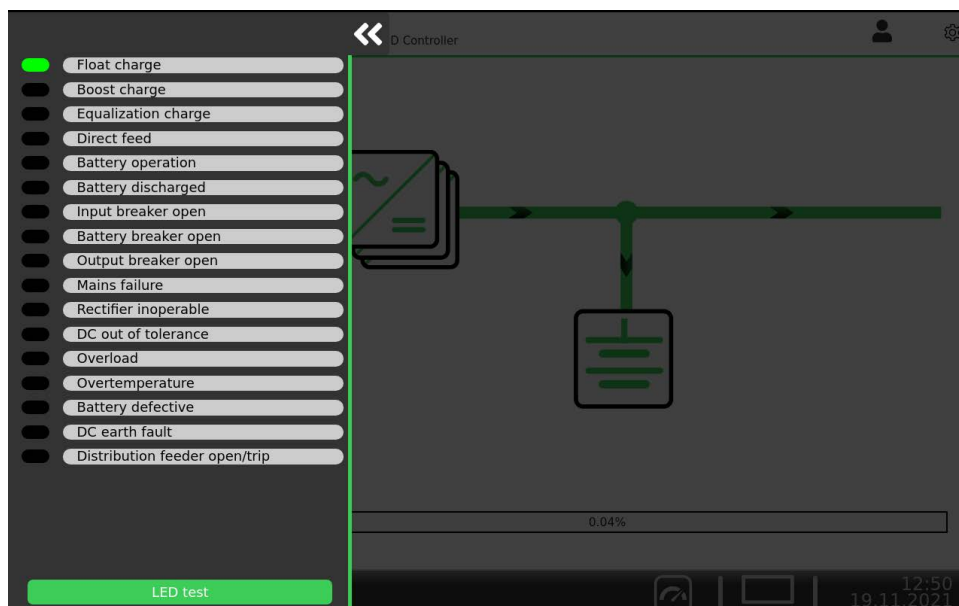 D Controller
Float charge
Boost charge
Equalization charge
Direct feed
Battery operation
Battery discharged
Input breaker open
Battery breaker open
Output breaker open
Mains failure
Rectifier inoperable
DC out of tolerance
Overload
Overtemperature
Battery defective
DC earth fault
Distribution feeder open/trip
0.04%
LED test
12:50
19.11.2021